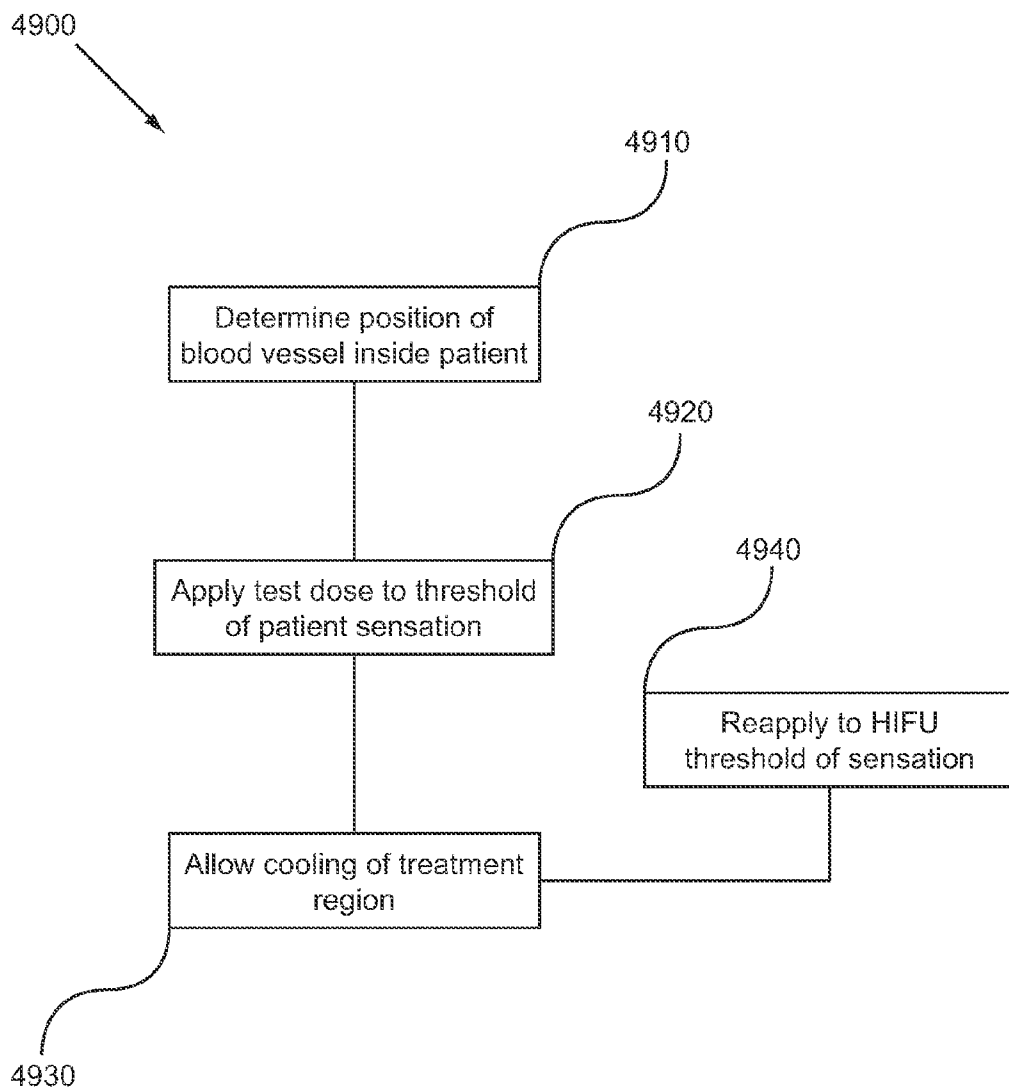 4900
4910
Determine position of
blood vessel inside patient
4920
Apply test dose to threshold
of patient sensation
4940
Reapply to HIFU
threshold of sensation
Allow cooling of treatment
region
4930